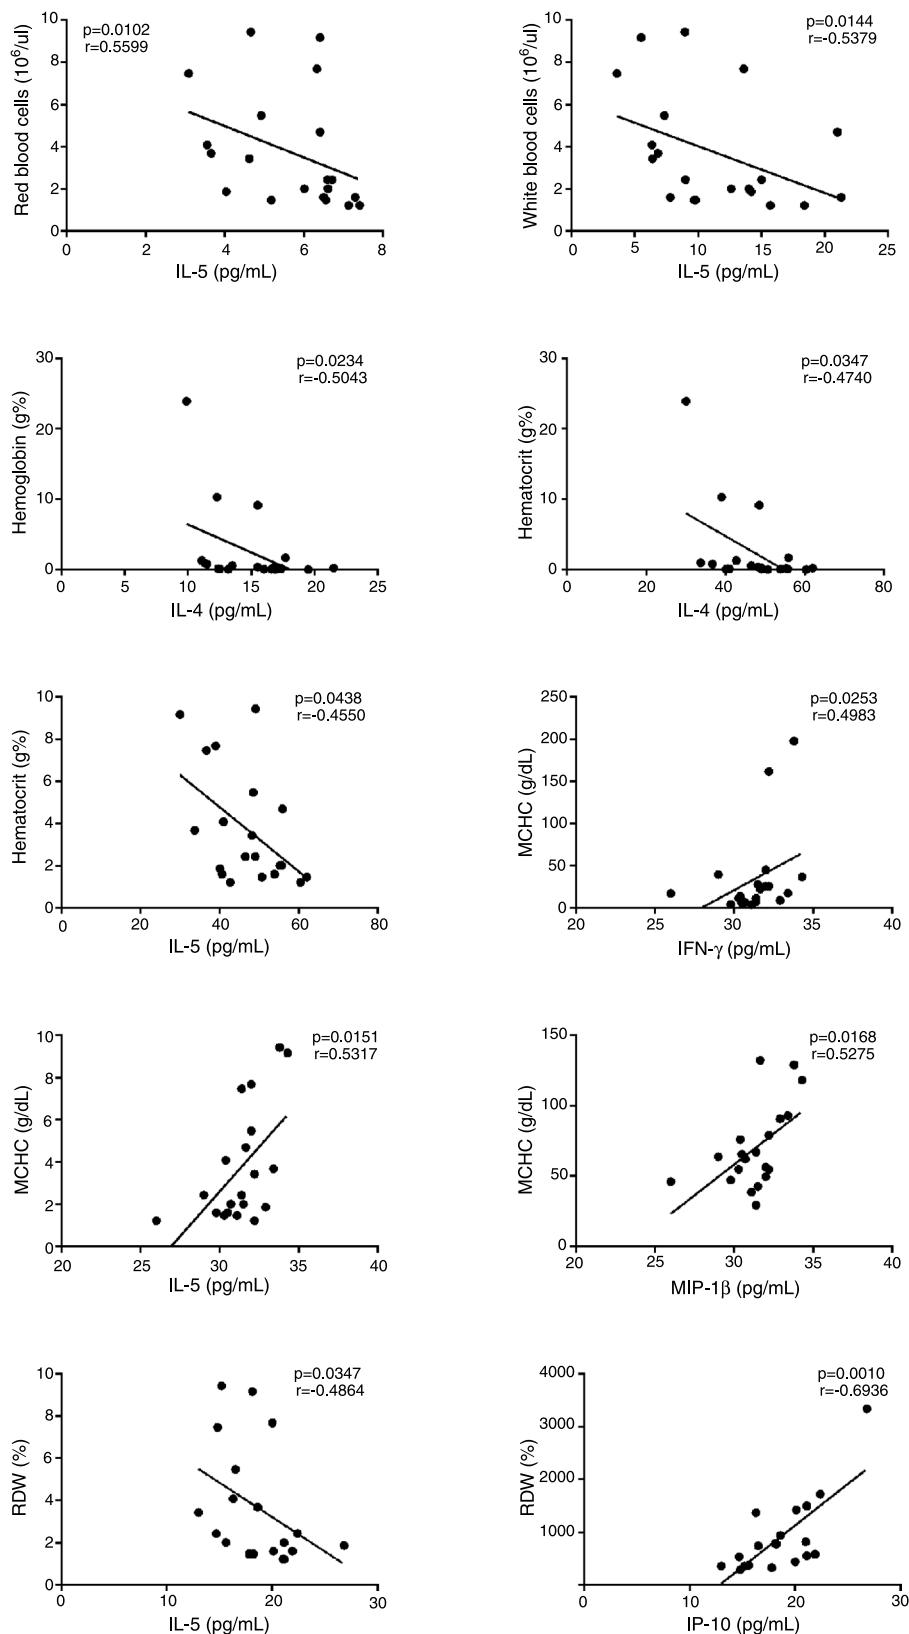 p=0.0102
r=0.5599
Red blood cells (10⁶/ul)
10
8
6
4
2
0
0 2 4 6 8
IL-5 (pg/mL)
p=0.0144
r=-0.5379
White blood cells (10⁶/ul)
10
8
6
4
2
0
0 5 10 15 20 25
IL-5 (pg/mL)
p=0.0234
r=-0.5043
Hemoglobin (g%)
30
20
10
0
0 5 10 15 20 25
IL-4 (pg/mL)
p=0.0347
r=-0.4740
Hematocrit (g%)
30
20
10
0
0 20 40 60 80
IL-4 (pg/mL)
p=0.0438
r=-0.4550
Hematocrit (g%)
10
8
6
4
2
0
0 20 40 60 80
IL-5 (pg/mL)
p=0.0253
r=0.4983
MCHC (g/dL)
250
200
150
100
50
0
20 25 30 35 40
IFN-γ (pg/mL)
p=0.0151
r=0.5317
MCHC (g/dL)
10
8
6
4
2
0
20 25 30 35 40
IL-5 (pg/mL)
p=0.0168
r=0.5275
MCHC (g/dL)
150
100
50
0
20 25 30 35 40
MIP-1β (pg/mL)
p=0.0347
r=-0.4864
RDW (%)
10
8
6
4
2
0
0 10 20 30
IL-5 (pg/mL)
p=0.0010
r=-0.6936
RDW (%)
4000
3000
2000
1000
0
0 10 20 30
IP-10 (pg/mL)